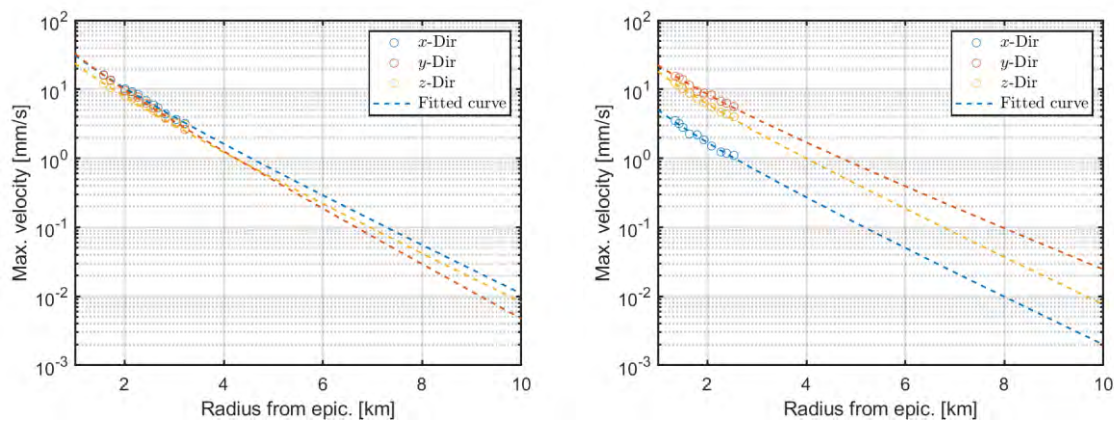 Max. velocity [mm/s]
10^2
10^1
10^0
10^-1
10^-2
10^-3
2 4 6 8 10
Radius from epic. [km]
x-Dir
y-Dir
z-Dir
Fitted curve
Max. velocity [mm/s]
10^2
10^1
10^0
10^-1
10^-2
10^-3
2 4 6 8 10
Radius from epic. [km]
x-Dir
y-Dir
z-Dir
Fitted curve